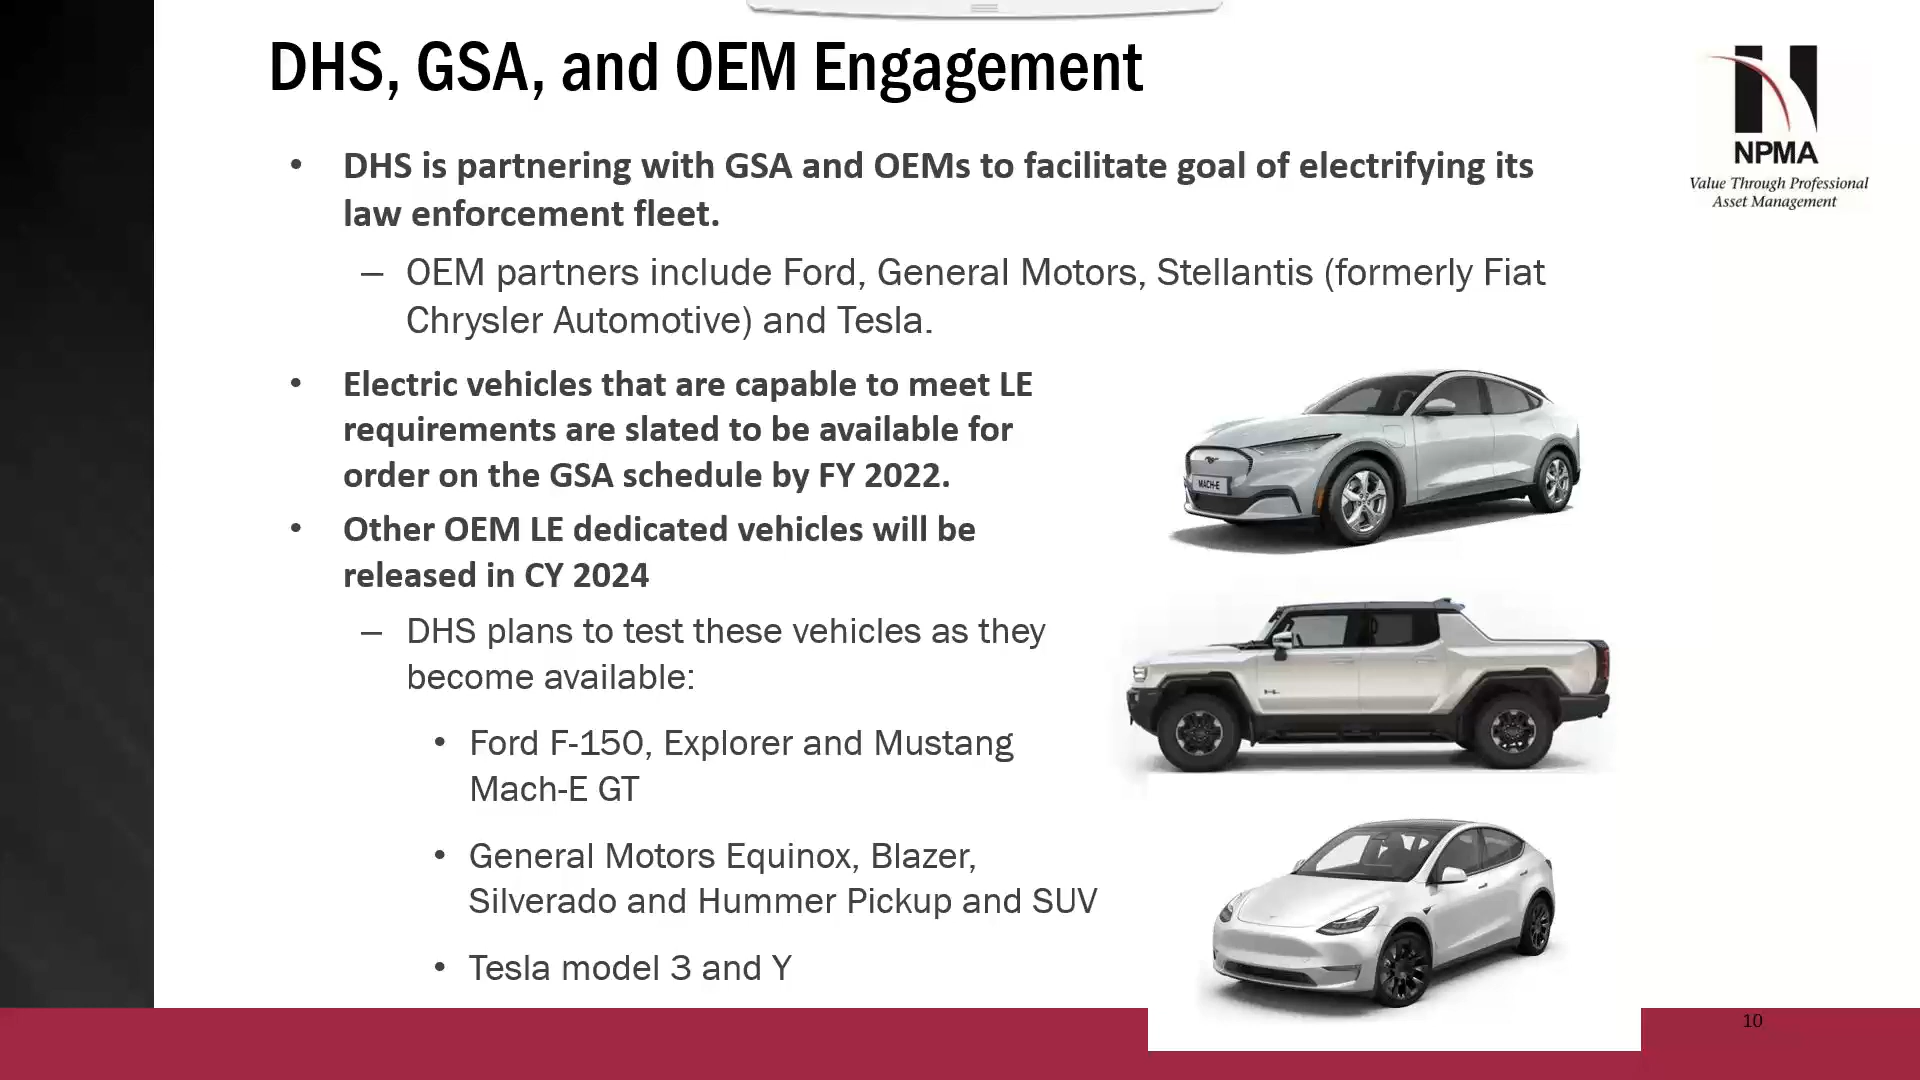 DHS, GSA, and OEM Engagement
NPMA
Value Through Professional
Asset Management
• DHS is partnering with GSA and OEMs to facilitate goal of electrifying its
law enforcement fleet.
– OEM partners include Ford, General Motors, Stellantis (formerly Fiat
Chrysler Automotive) and Tesla.
• Electric vehicles that are capable to meet LE
requirements are slated to be available for
order on the GSA schedule by FY 2022.
• Other OEM LE dedicated vehicles will be
released in CY 2024
– DHS plans to test these vehicles as they
become available:
• Ford F-150, Explorer and Mustang
Mach-E GT
• General Motors Equinox, Blazer,
Silverado and Hummer Pickup and SUV
• Tesla model 3 and Y
MACH-E
10